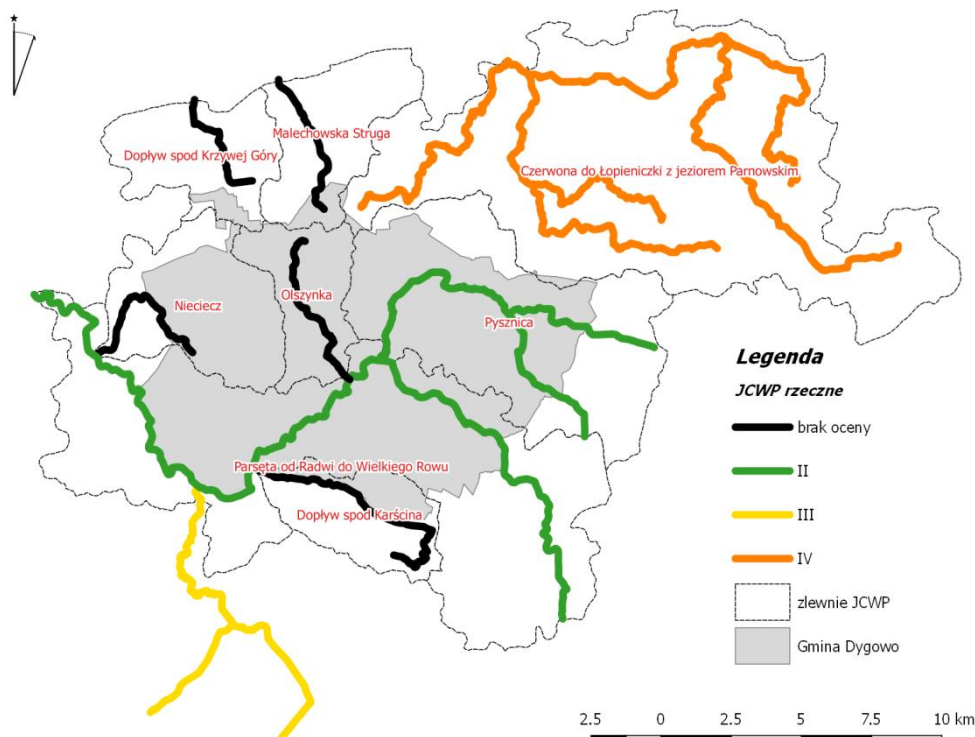 Malechowska Struga
Dopływ spod Krzywej Góry
Czerwona do Łopieniczki z jeziorem Parnowskim
Olszynka
Nieciecz
Pysznica
Parsęta od Radwi do Wielkiego Rowu
Dopływ spod Karścina
Legenda
JCWP rzeczne
brak oceny
II
III
IV
zlewnie JCWP
Gmina Dygowo
2.5 0 2.5 5 7.5 10 km